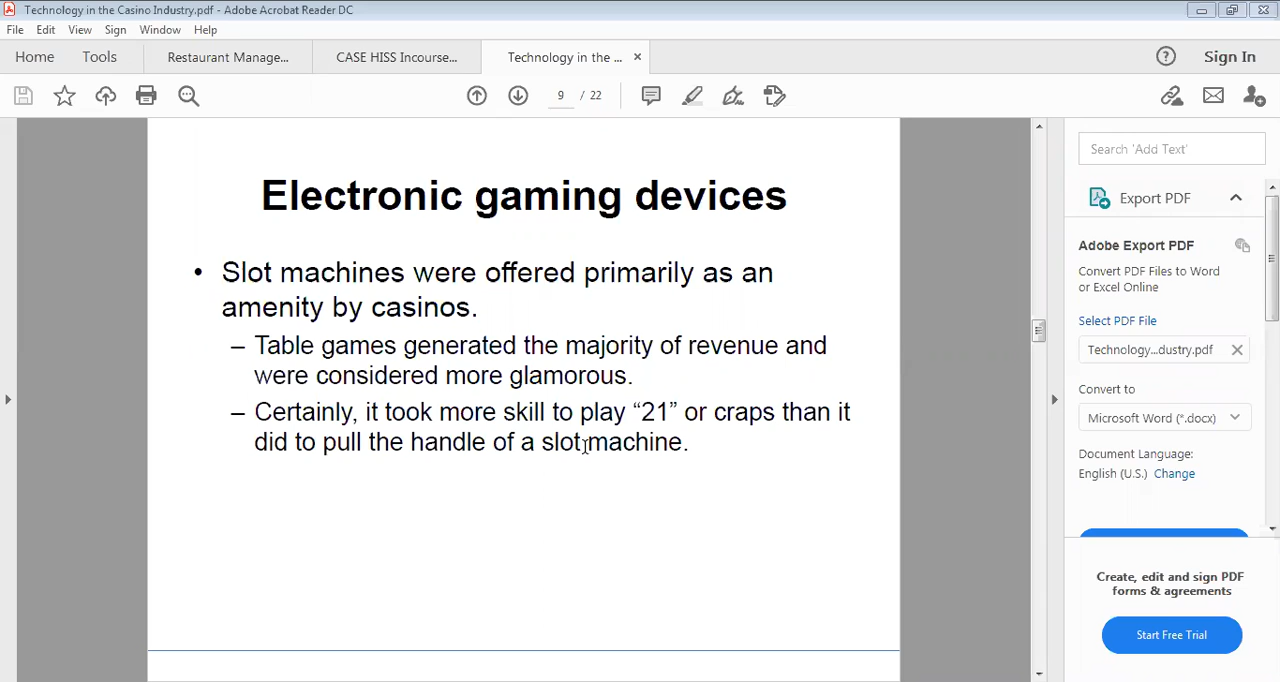 Technology in the Casino Industry.pdf - Adobe Acrobat Reader DC
File Edit View Sign Window Help
Home Tools Restaurant Manage... CASE HISS Incourse... Technology in the ... × Sign In
9 / 22
Search 'Add Text'
Electronic gaming devices
• Slot machines were offered primarily as an
amenity by casinos.
– Table games generated the majority of revenue and
were considered more glamorous.
– Certainly, it took more skill to play “21” or craps than it
did to pull the handle of a slot machine.
Export PDF
Adobe Export PDF
Convert PDF Files to Word
or Excel Online
Select PDF File
Technology...dustry.pdf
Convert to
Microsoft Word (*.docx)
Document Language:
English (U.S.) Change
Create, edit and sign PDF
forms & agreements
Start Free Trial